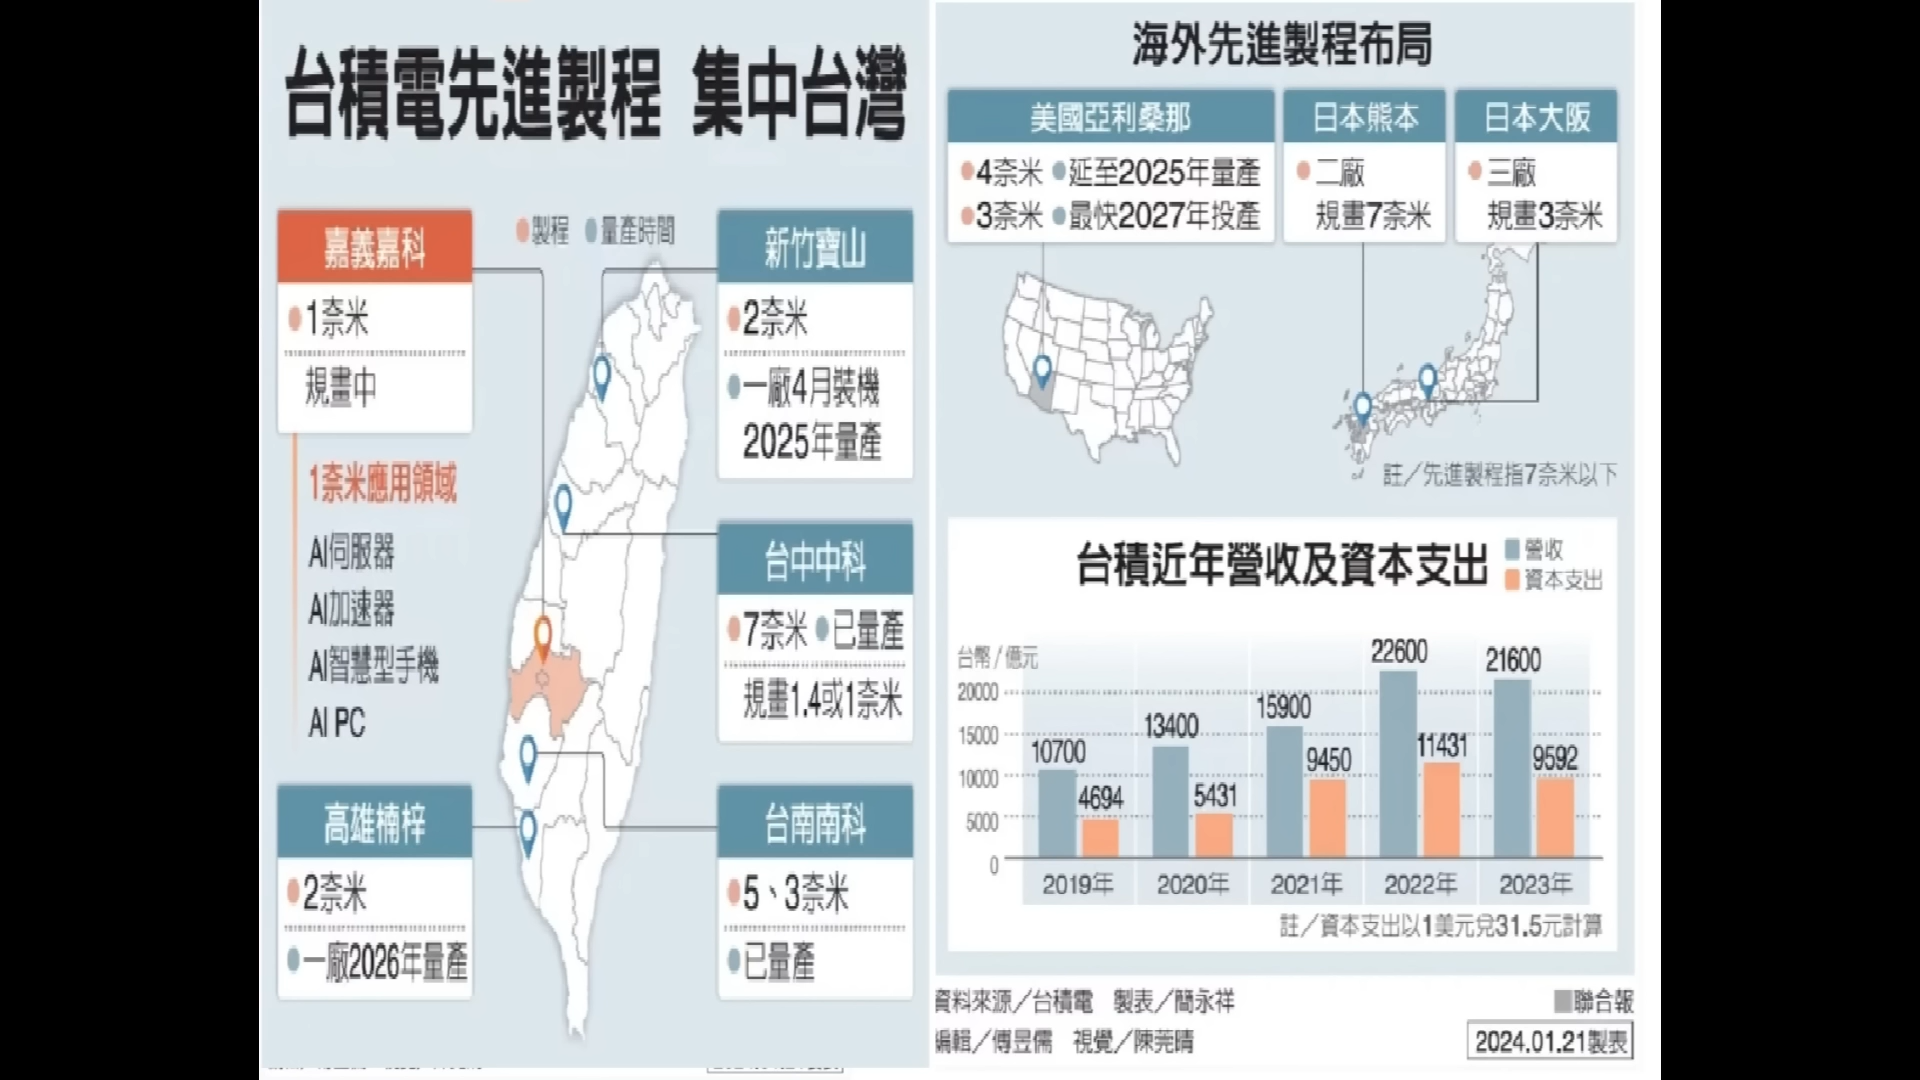 台積電先進製程 集中台灣
製程 量產時間
嘉義嘉科
1奈米
規畫中
1奈米應用領域
AI伺服器
AI加速器
AI智慧型手機
AI PC
高雄楠梓
2奈米
一廠2026年量產
新竹寶山
2奈米
一廠4月裝機
2025年量產
台中中科
7奈米 已量產
規畫1.4或1奈米
台南南科
5、3奈米
已量產
海外先進製程布局
美國亞利桑那
4奈米 延至2025年量產
3奈米 最快2027年投產
日本熊本
二廠
規畫7奈米
日本大阪
三廠
規畫3奈米
註／先進製程指7奈米以下
台積近年營收及資本支出
營收
資本支出
台幣/億元
20000
15000
10000
5000
0
10700
4694
13400
5431
15900
9450
22600
11431
21600
9592
2019年 2020年 2021年 2022年 2023年
註／資本支出以1美元兌31.5元計算
資料來源／台積電 製表／簡永祥
聯合報
編輯／傅昱儒 視覺／陳莞晴
2024.01.21製表